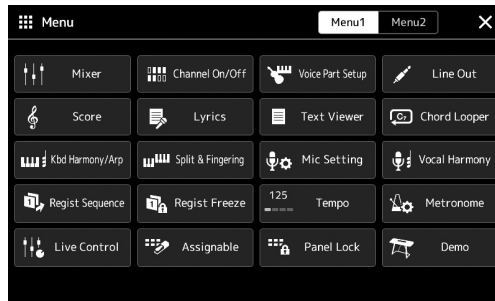 Menu Menu1 Menu2
Mixer Channel On/Off Voice Part Setup Line Out
Score Lyrics Text Viewer C7 Chord Looper
Kbd Harmony/Arp Split & Fingering Mic Setting Vocal Harmony
Regist Sequence Regist Freeze 125 Tempo Metronome
Live Control Assignable Panel Lock Demo